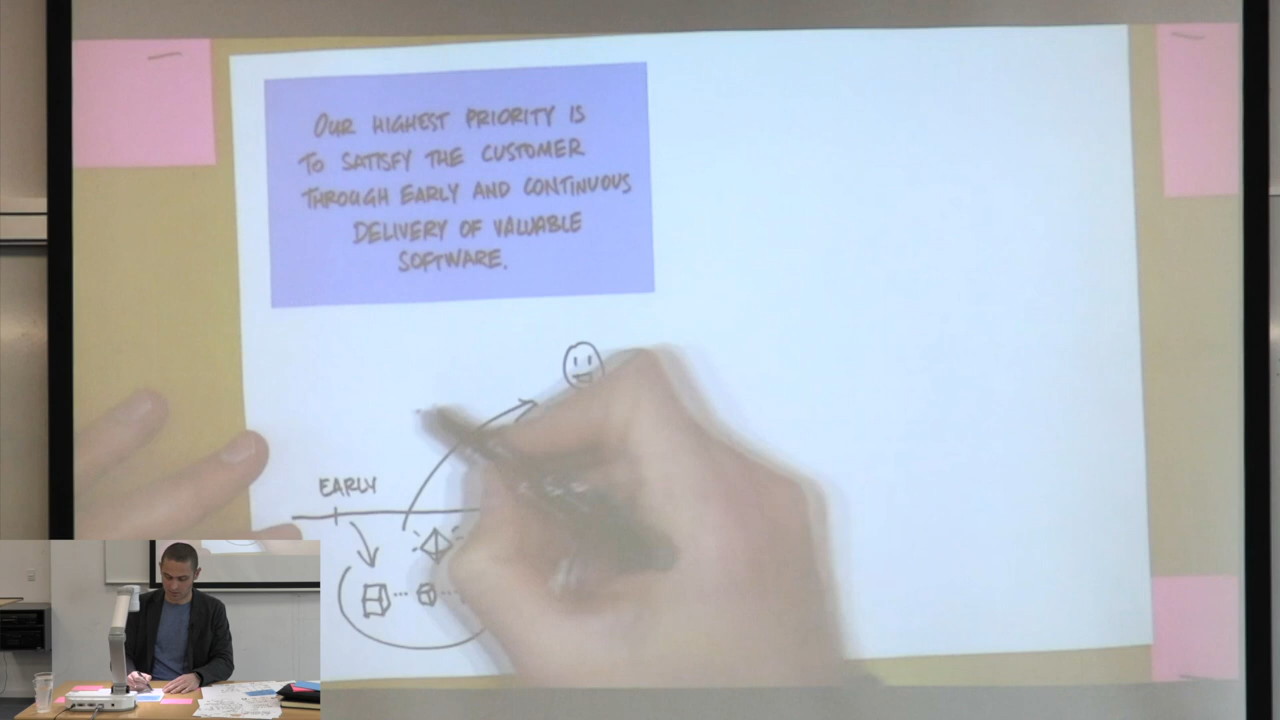 OUR HIGHEST PRIORITY IS
TO SATISFY THE CUSTOMER
THROUGH EARLY AND CONTINUOUS
DELIVERY OF VALUABLE
SOFTWARE.
EARLY